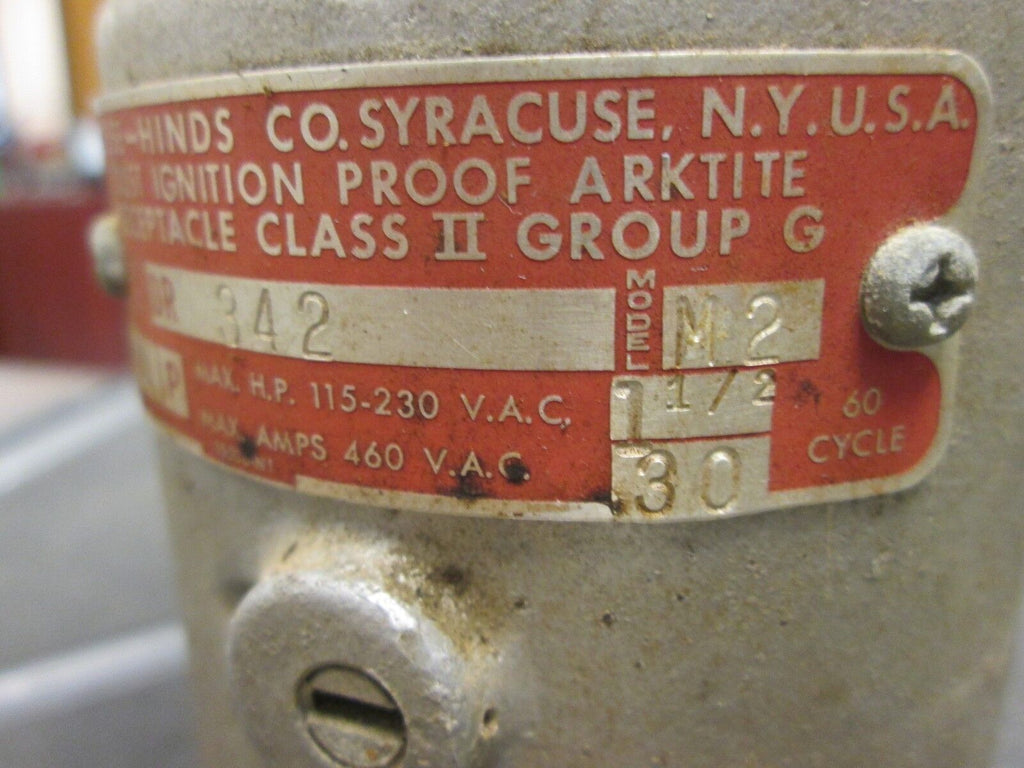 -HINDS CO. SYRACUSE, N.Y. U.S.A.
IGNITION PROOF ARKTITE
CLASS II GROUP G
342 MODEL M2
MAX. H.P. 115-230 V.A.C. 1 1/2 60
MAX. AMPS 460 V.A.C. 30 CYCLE